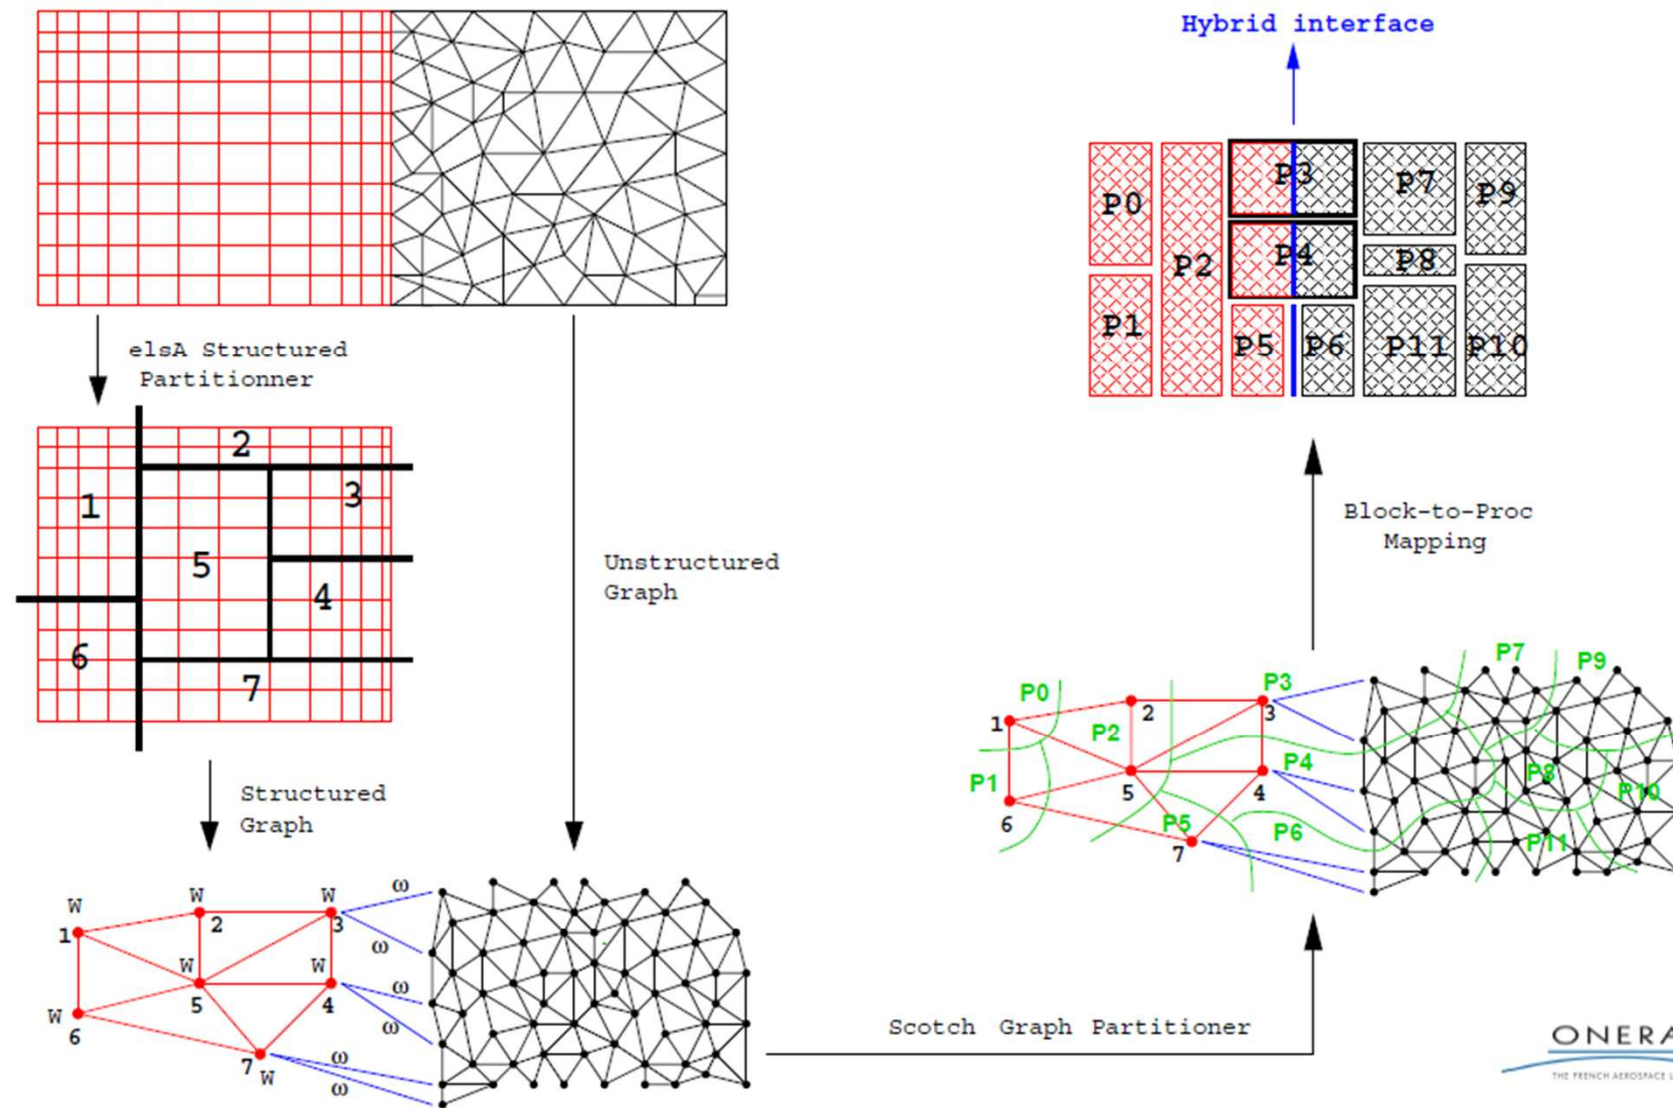 Hybrid interface
P0
P1
P2
P3
P4
P5
P6
P7
P8
P9
P10
P11
elsA Structured
Partitionner
1
2
3
4
5
6
7
Structured
Graph
Unstructured
Graph
W
1
W
2
W
3
W
4
W
5
W
6
7
W
ω
ω
ω
ω
ω
ω
Scotch Graph Partitioner
Block-to-Proc
Mapping
P0
P1
P2
P3
P4
P5
P6
P7
P8
P9
P10
P11
1
2
3
4
5
6
7
ONERA
THE FRENCH AEROSPACE